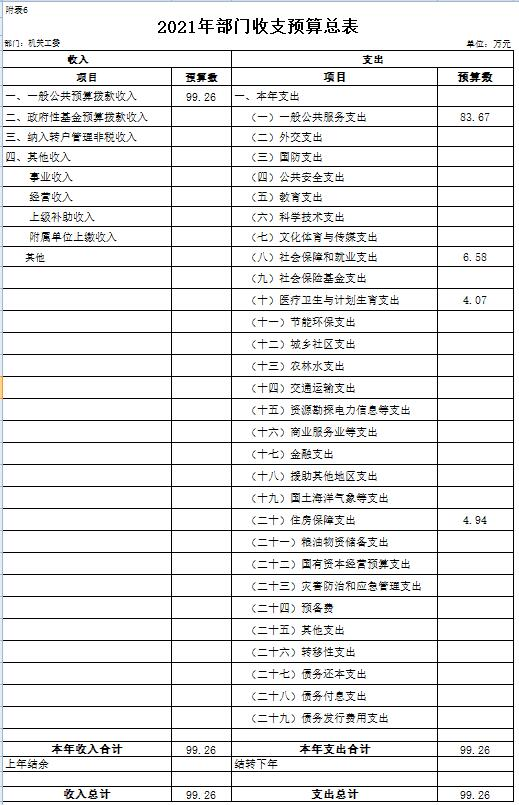 附表6
2021年部门收支预算总表
部门：机关工委 单位：万元
收入 支出
项目 预算数 项目 预算数
一、一般公共预算拨款收入 99.26 一、本年支出
二、政府性基金预算拨款收入 （一）一般公共服务支出 83.67
三、纳入专户管理非税收入 （二）外交支出
四、其他收入 （三）国防支出
事业收入 （四）公共安全支出
经营收入 （五）教育支出
上级补助收入 （六）科学技术支出
附属单位上缴收入 （七）文化体育与传媒支出
其他 （八）社会保障和就业支出 6.58
（九）社会保险基金支出
（十）医疗卫生与计划生育支出 4.07
（十一）节能环保支出
（十二）城乡社区支出
（十三）农林水支出
（十四）交通运输支出
（十五）资源勘探电力信息等支出
（十六）商业服务业等支出
（十七）金融支出
（十八）援助其他地区支出
（十九）国土海洋气象等支出
（二十）住房保障支出 4.94
（二十一）粮油物资储备支出
（二十二）国有资本经营预算支出
（二十三）灾害防治和应急管理支出
（二十四）预备费
（二十五）其他支出
（二十六）转移性支出
（二十七）债务还本支出
（二十八）债务付息支出
（二十九）债务发行费用支出
本年收入合计 99.26 本年支出合计 99.26
上年结余 结转下年
收入总计 99.26 支出总计 99.26